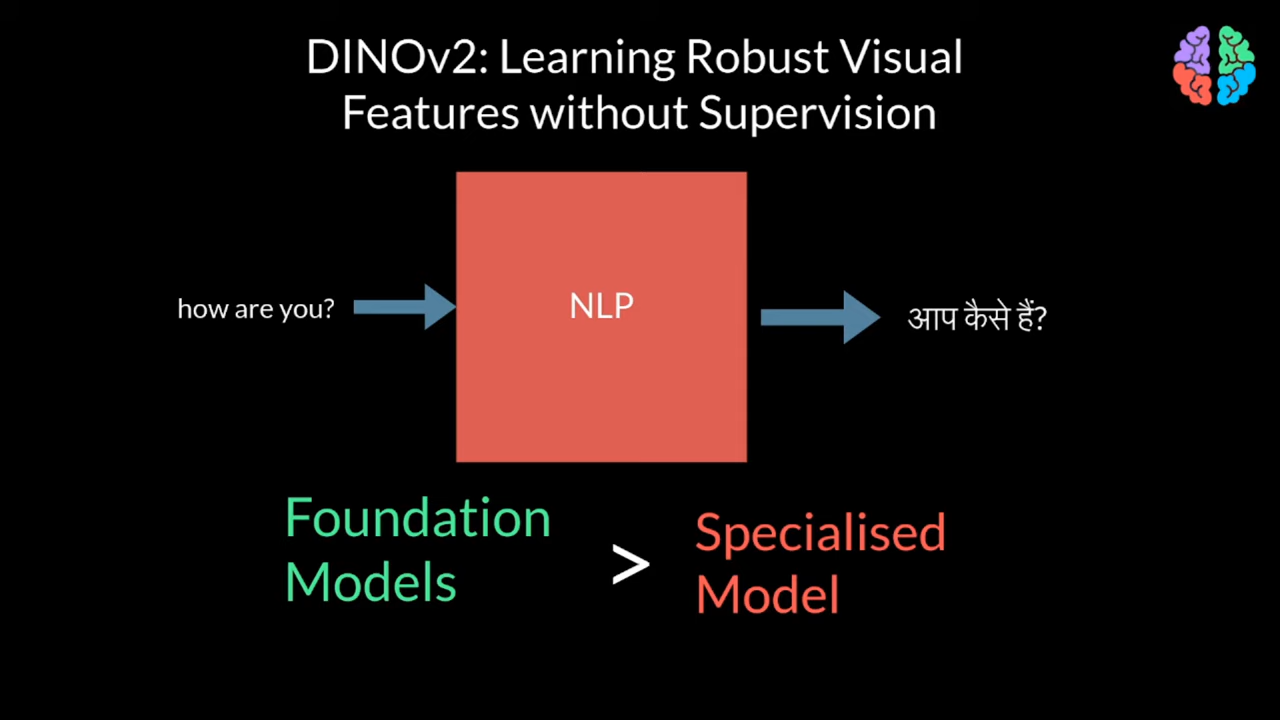 DINOv2: Learning Robust Visual
Features without Supervision
how are you?
NLP
आप कैसे हैं?
Foundation
Models
>
Specialised
Model